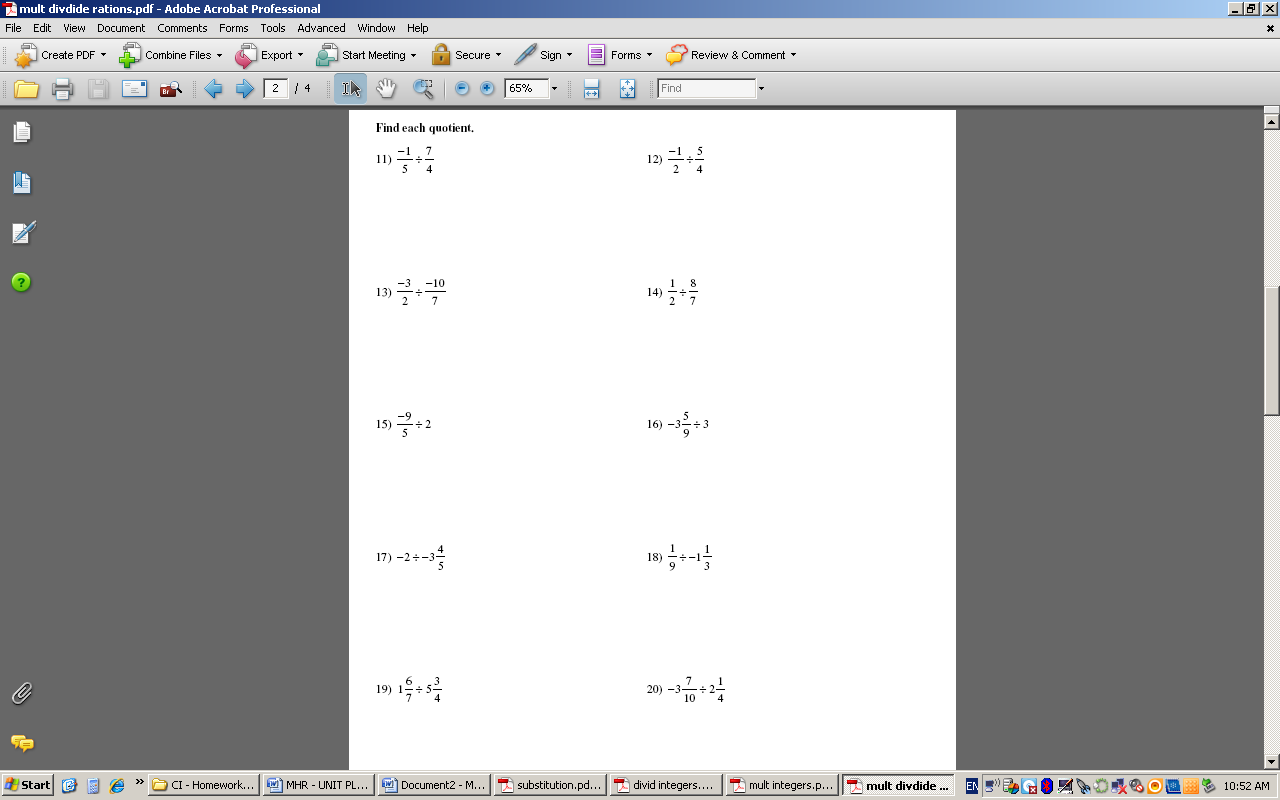 mult divdide rations.pdf - Adobe Acrobat Professional
File Edit View Document Comments Forms Tools Advanced Window Help
Create PDF Combine Files Export Start Meeting Secure Sign Forms Review & Comment
2 / 4 65% Find
Find each quotient.
11) −1/5 ÷ 7/4 12) −1/2 ÷ 5/4
13) −3/2 ÷ −10/7 14) 1/2 ÷ 8/7
15) −9/5 ÷ 2 16) −3 5/9 ÷ 3
17) −2 ÷ −3 4/5 18) 1/9 ÷ −1 1/3
19) 1 6/7 ÷ 5 3/4 20) −3 7/10 ÷ 2 1/4
Start » CI - Homework... MHR - UNIT PL... Document2 - M... substitution.pd... divid integers.... mult integers.p... mult divdide ... EN 10:52 AM